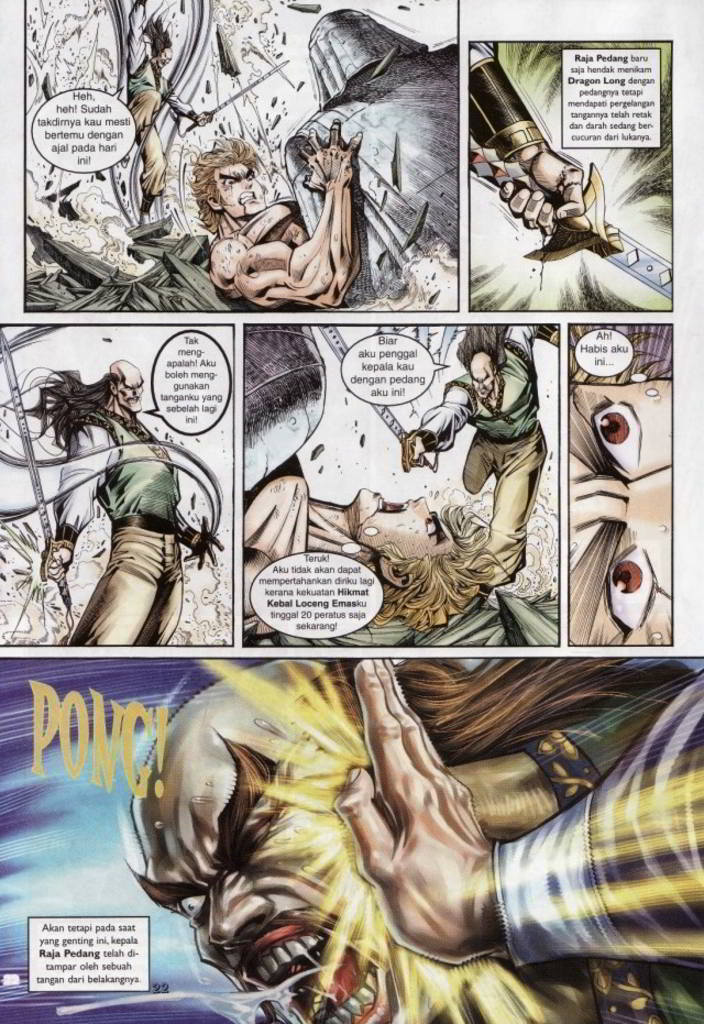 Heh,
heh! Sudah
takdirnya kau mesti
bertemu dengan
ajal pada hari
ini!
Raja Pedang baru
saja hendak menikam
Dragon Long dengan
pedangnya tetapi
mendapati pergelangan
tangannya telah retak
dan darah sedang ber-
cucuran dari lukanya.
Tak
meng-
apalah! Aku
boleh meng-
gunakan
tanganku yang
sebelah lagi
ini!
Biar
aku penggal
kepala kau
dengan pedang
aku ini!
Teruk!
Aku tidak akan dapat
mempertahankan diriku lagi
kerana kekuatan Hikmat
Kebal Loceng Emasku
tinggal 20 peratus saja
sekarang!
Ah!
Habis aku
ini...
PONG!
Akan tetapi pada saat
yang genting ini, kepala
Raja Pedang telah di-
tampar oleh sebuah
tangan dari belakangnya.
22